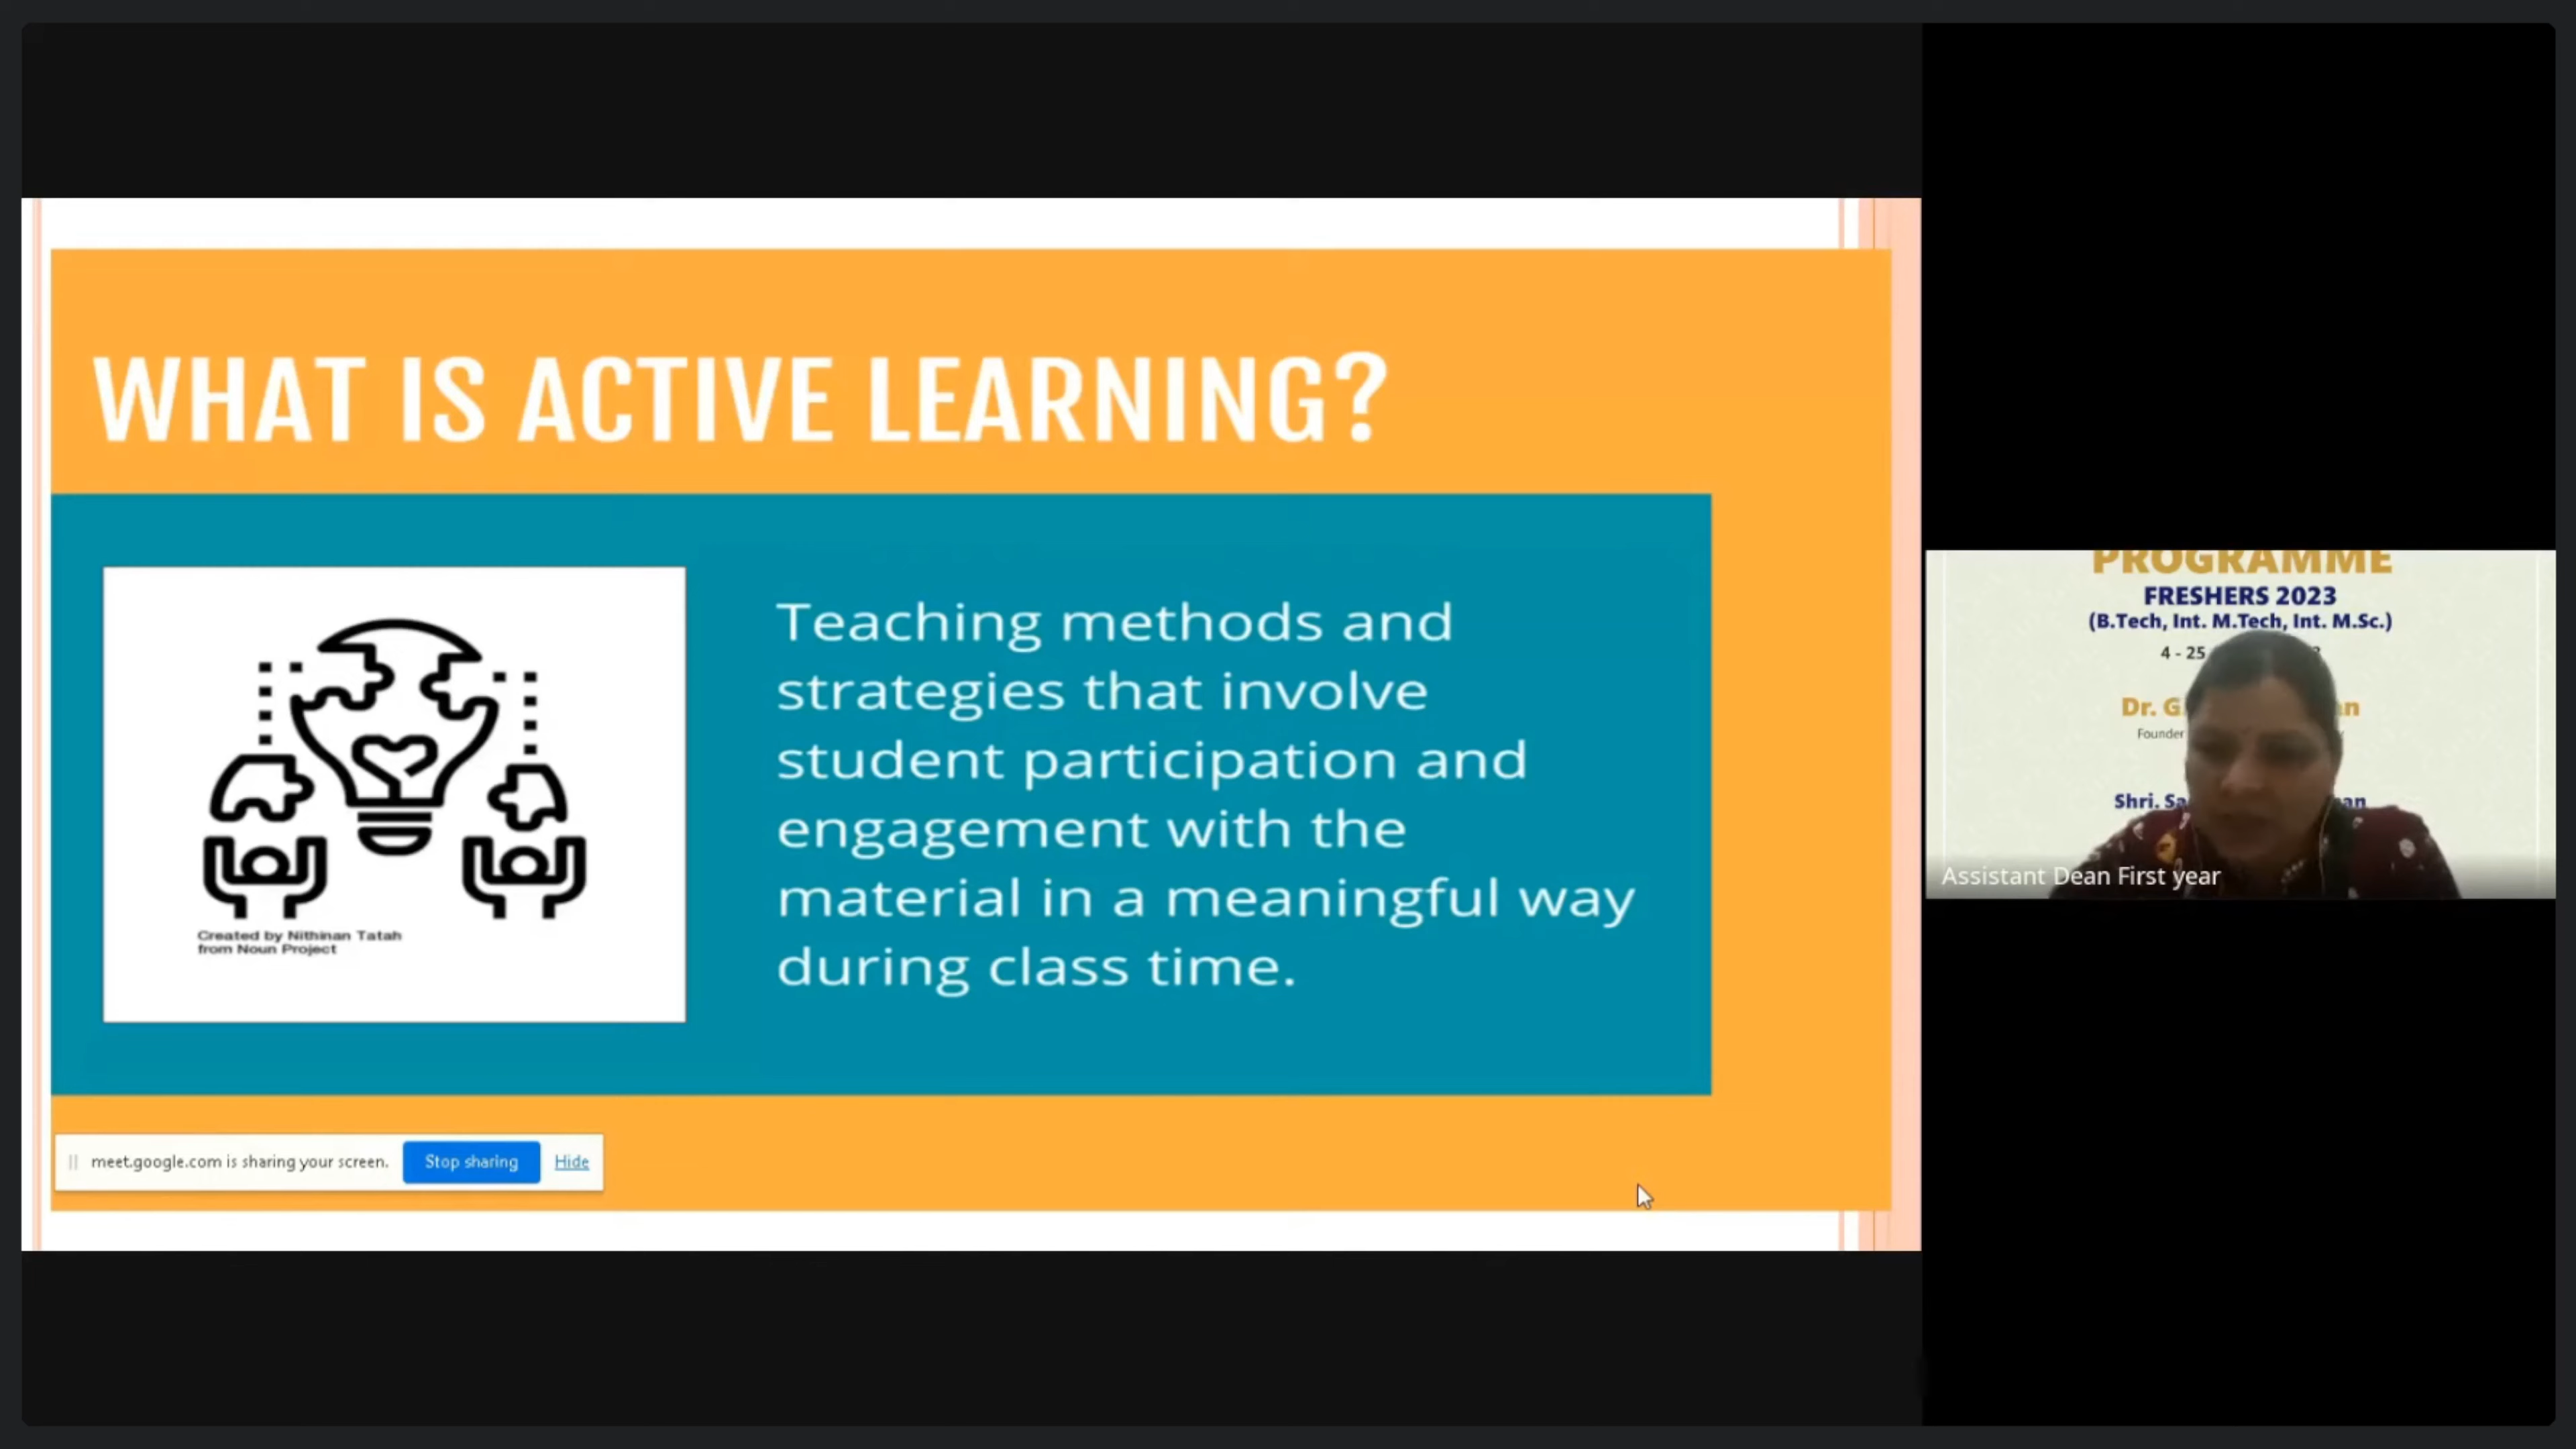 WHAT IS ACTIVE LEARNING?
Teaching methods and
strategies that involve
student participation and
engagement with the
material in a meaningful way
during class time.
Created by Nithinan Tatah
from Noun Project
meet.google.com is sharing your screen. Stop sharing Hide
PROGRAMME
FRESHERS 2023
(B.Tech, Int. M.Tech, Int. M.Sc.)
4 - 25
Dr. G.
Founder
Shri.
Assistant Dean First year